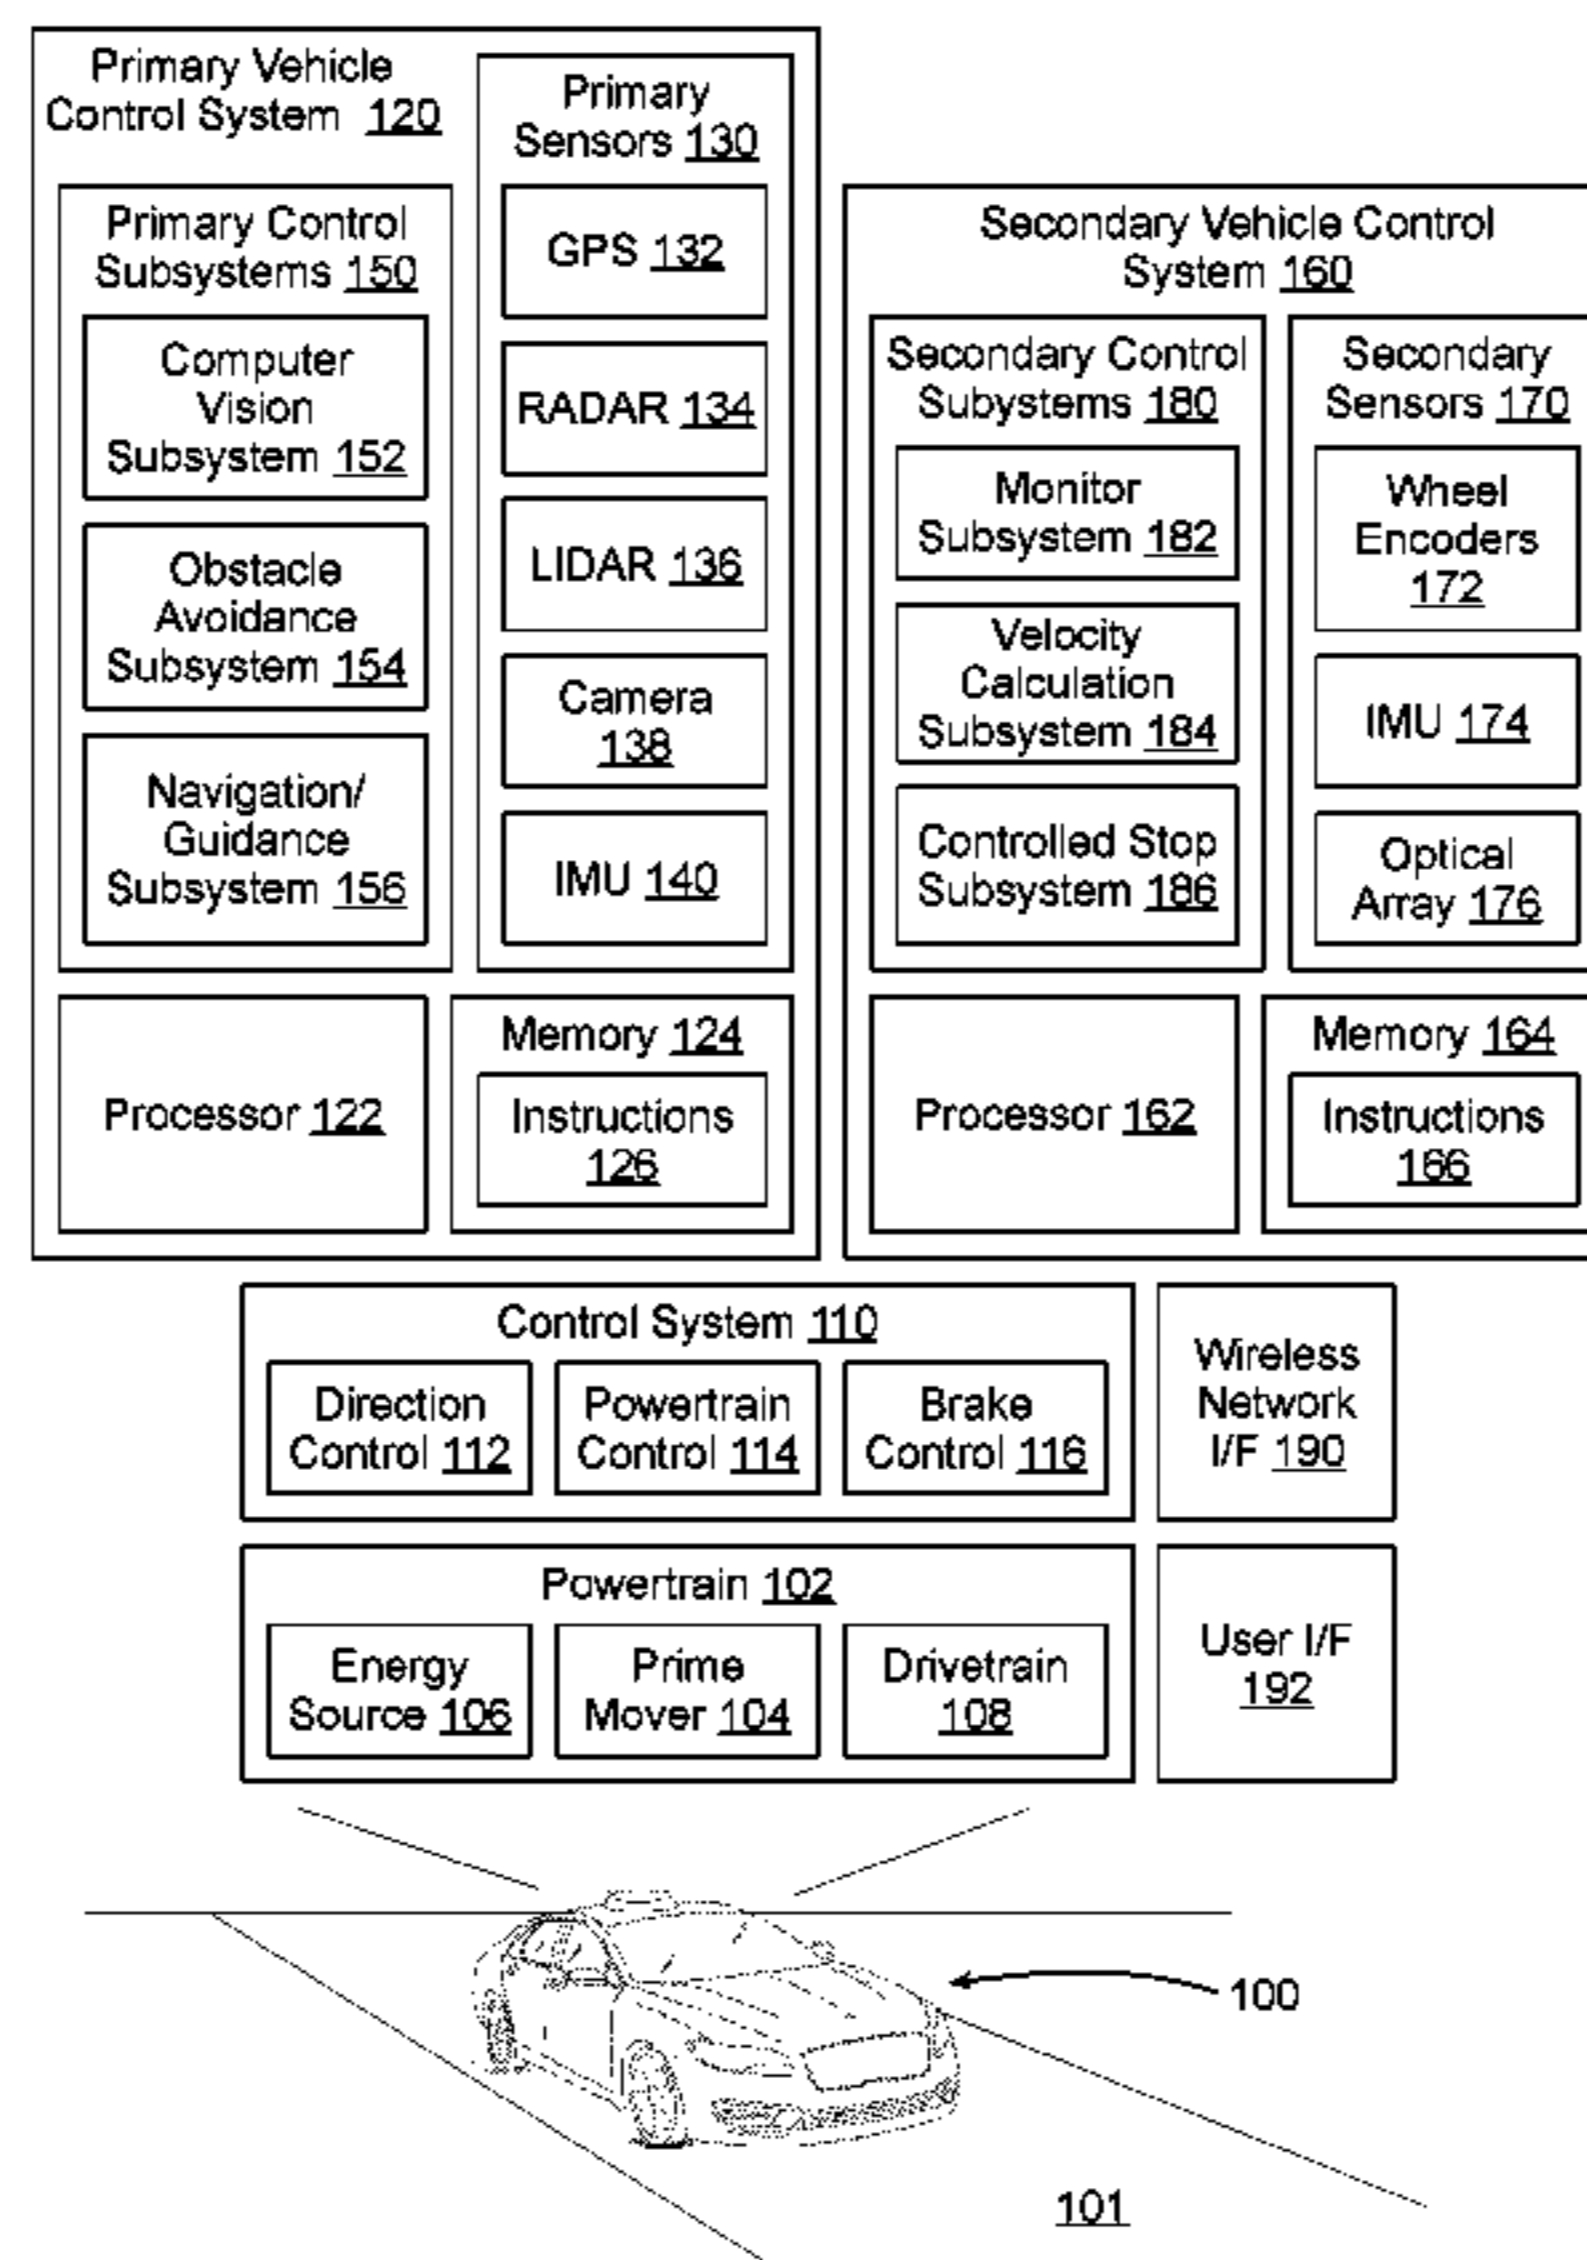 Primary Vehicle
Control System 120
Primary Control
Subsystems 150
Computer
Vision
Subsystem 152
Obstacle
Avoidance
Subsystem 154
Navigation/
Guidance
Subsystem 156
Primary
Sensors 130
GPS 132
RADAR 134
LIDAR 136
Camera
138
IMU 140
Processor 122
Memory 124
Instructions
126
Secondary Vehicle Control
System 160
Secondary Control
Subystems 180
Monitor
Subsystem 182
Velocity
Calculation
Subsystem 184
Controlled Stop
Subsystem 186
Secondary
Sensors 170
Wheel
Encoders
172
IMU 174
Optical
Array 176
Processor 162
Memory 164
Instructions
166
Control System 110
Direction
Control 112
Powertrain
Control 114
Brake
Control 116
Wireless
Network
I/F 190
Powertrain 102
Energy
Source 106
Prime
Mover 104
Drivetrain
108
User I/F
192
100
101